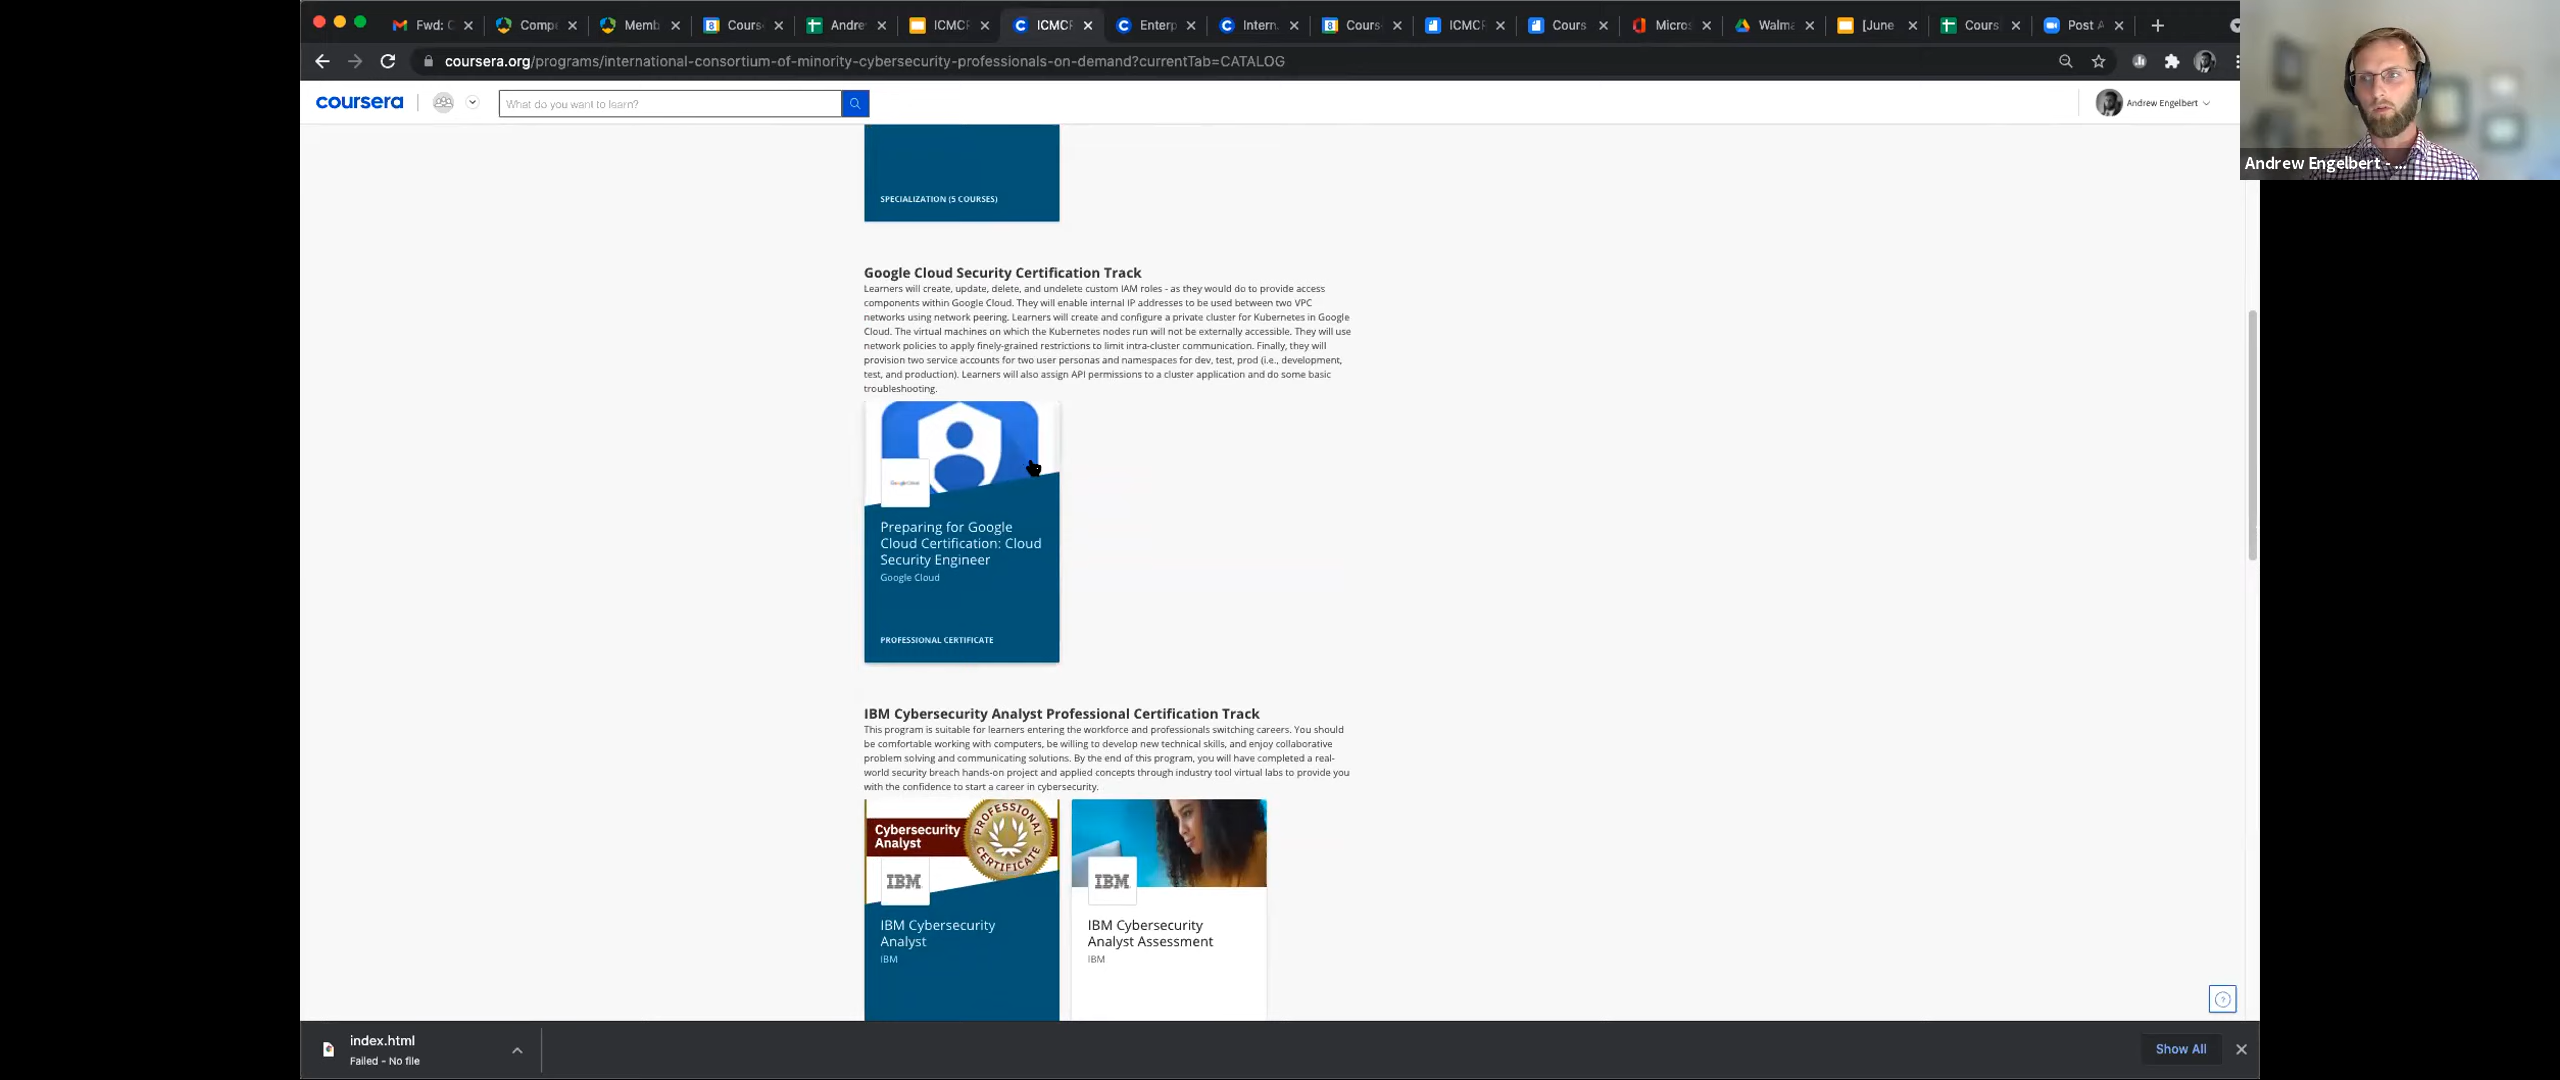 Fwd: C
Comp
Memb
Cours
Andre
ICMCP
ICMCP
Enterp
Intern
Cours
ICMCP
Cours
Micro
Walma
[June
Cours
Post A
coursera.org/programs/international-consortium-of-minority-cybersecurity-professionals-on-demand?currentTab=CATALOG
coursera
What do you want to learn?
Andrew Engelbert
Andrew Engelbert - ...
SPECIALIZATION (5 COURSES)
Google Cloud Security Certification Track
Learners will create, update, delete, and undelete custom IAM roles - as they would do to provide access
components within Google Cloud. They will enable internal IP addresses to be used between two VPC
networks using network peering. Learners will create and configure a private cluster for Kubernetes in Google
Cloud. The virtual machines on which the Kubernetes nodes run will not be externally accessible. They will use
network policies to apply finely-grained restrictions to limit intra-cluster communication. Finally, they will
provision two service accounts for two user personas and namespaces for dev, test, prod (i.e., development,
test, and production). Learners will also assign API permissions to a cluster application and do some basic
troubleshooting.
Google Cloud
Preparing for Google
Cloud Certification: Cloud
Security Engineer
Google Cloud
PROFESSIONAL CERTIFICATE
IBM Cybersecurity Analyst Professional Certification Track
This program is suitable for learners entering the workforce and professionals switching careers. You should
be comfortable working with computers, be willing to develop new technical skills, and enjoy collaborative
problem solving and communicating solutions. By the end of this program, you will have completed a real-
world security breach hands-on project and applied concepts through industry tool virtual labs to provide you
with the confidence to start a career in cybersecurity.
Cybersecurity
Analyst
PROFESSIONAL
CERTIFICATE
IBM
IBM Cybersecurity
Analyst
IBM
IBM
IBM Cybersecurity
Analyst Assessment
IBM
index.html
Failed - No file
Show All